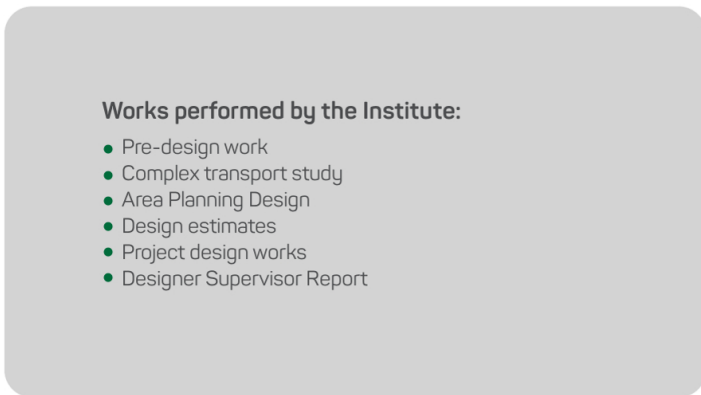 Works performed by the Institute:
Pre-design work
Complex transport study
Area Planning Design
Design estimates
Project design works
Designer Supervisor Report